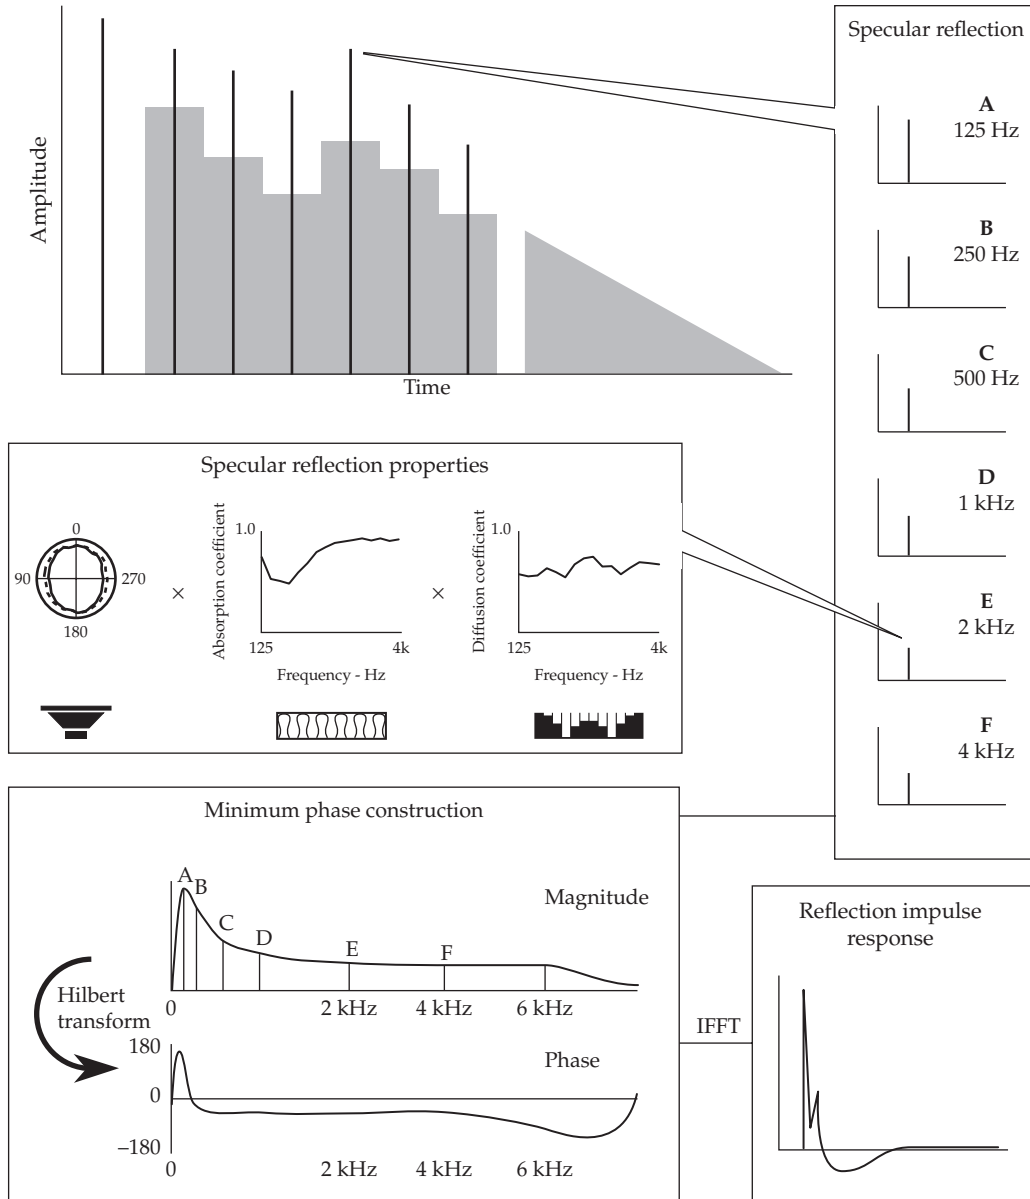 Amplitude
Time
Specular reflection
A
125 Hz
B
250 Hz
C
500 Hz
D
1 kHz
E
2 kHz
F
4 kHz
Specular reflection properties
0
90
270
180
×
Absorption coefficient
1.0
125
4k
Frequency - Hz
×
Diffusion coefficient
1.0
125
4k
Frequency - Hz
Minimum phase construction
A
B
C
D
E
F
Magnitude
0
2 kHz
4 kHz
6 kHz
Hilbert
transform
180
0
–180
Phase
0
2 kHz
4 kHz
6 kHz
IFFT
Reflection impulse
response